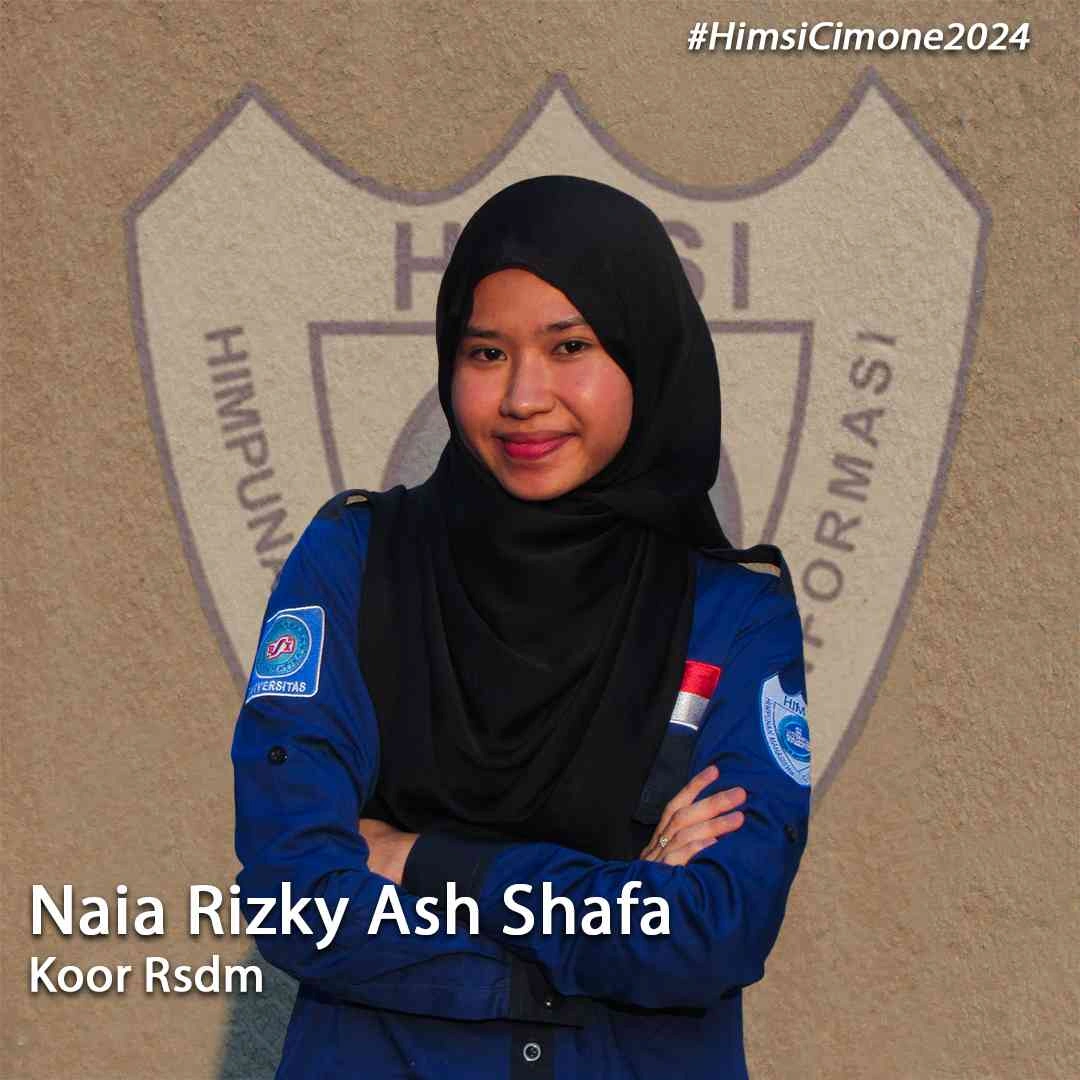 #HimsiCimone2024
HIMSI
HIMPUNAN
FORMASI
UNIVERSITAS
Naia Rizky Ash Shafa
Koor Rsdm